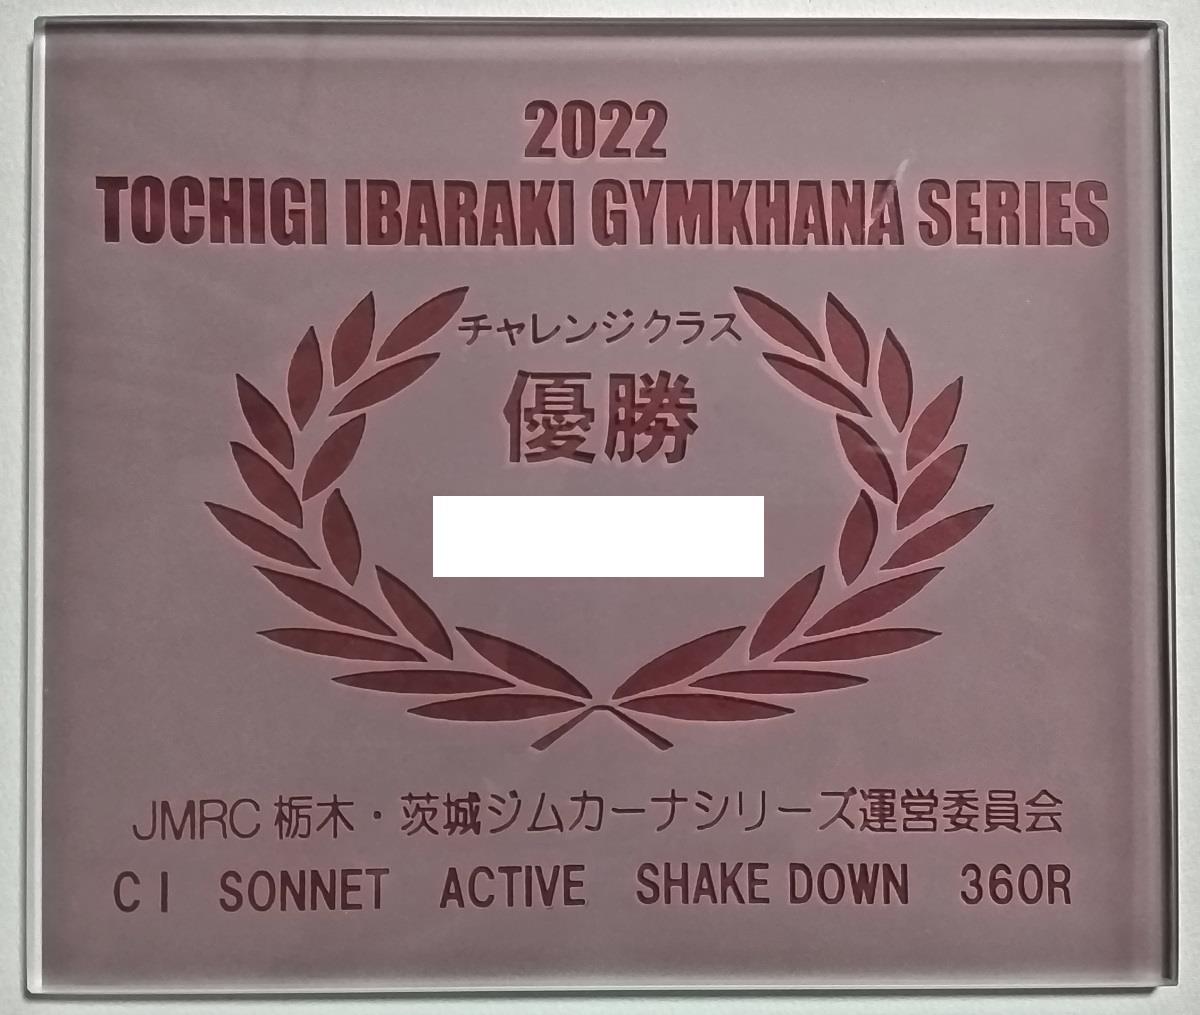 2022
TOCHIGI IBARAKI GYMKHANA SERIES
チャレンジクラス
優勝
JMRC 栃木・茨城ジムカーナシリーズ運営委員会
CI SONNET ACTIVE SHAKE DOWN 360R